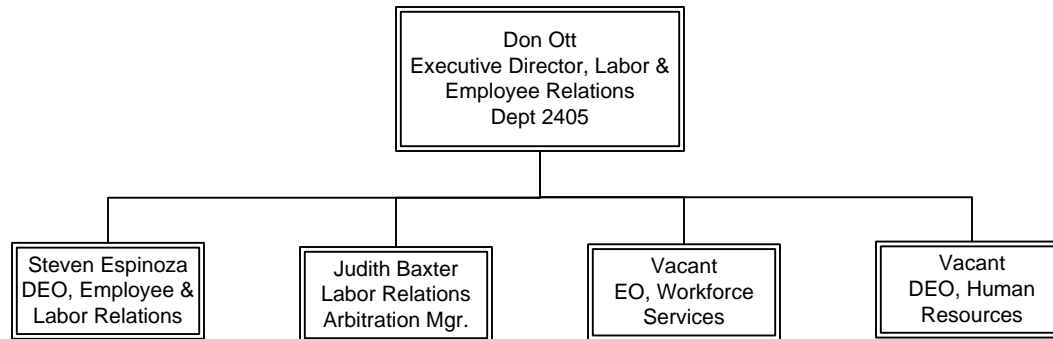 Don Ott
Executive Director, Labor &
Employee Relations
Dept 2405
Steven Espinoza
DEO, Employee &
Labor Relations
Judith Baxter
Labor Relations
Arbitration Mgr.
Vacant
EO, Workforce
Services
Vacant
DEO, Human
Resources